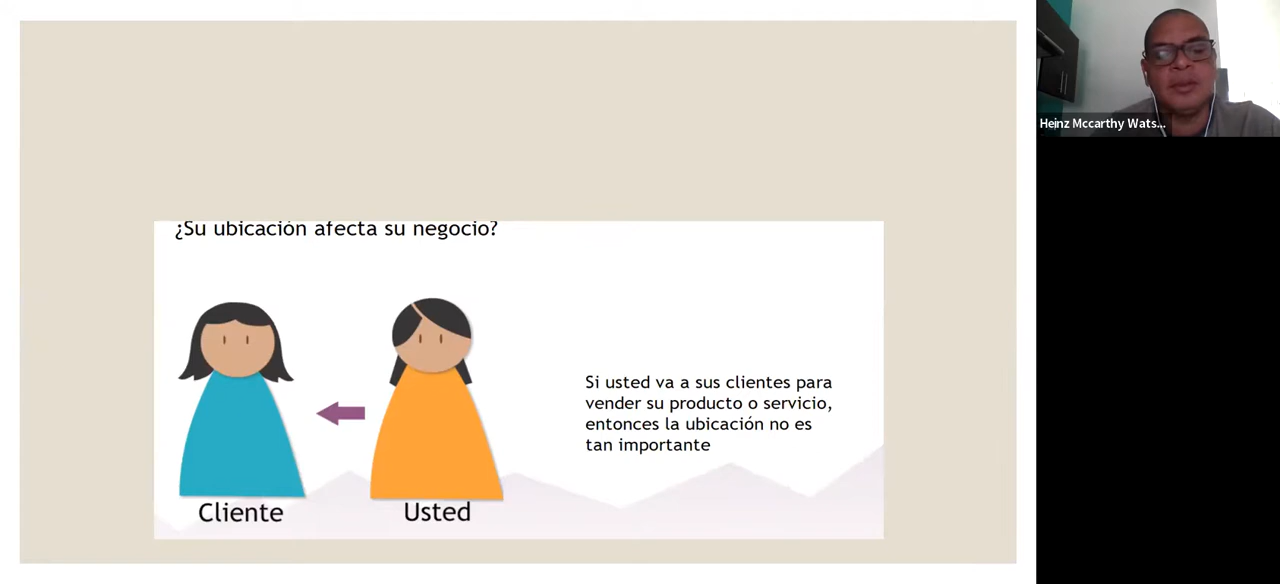 ¿Su ubicación afecta su negocio?
Si usted va a sus clientes para
vender su producto o servicio,
entonces la ubicación no es
tan importante
Cliente
Usted
Heinz Mccarthy Wats...